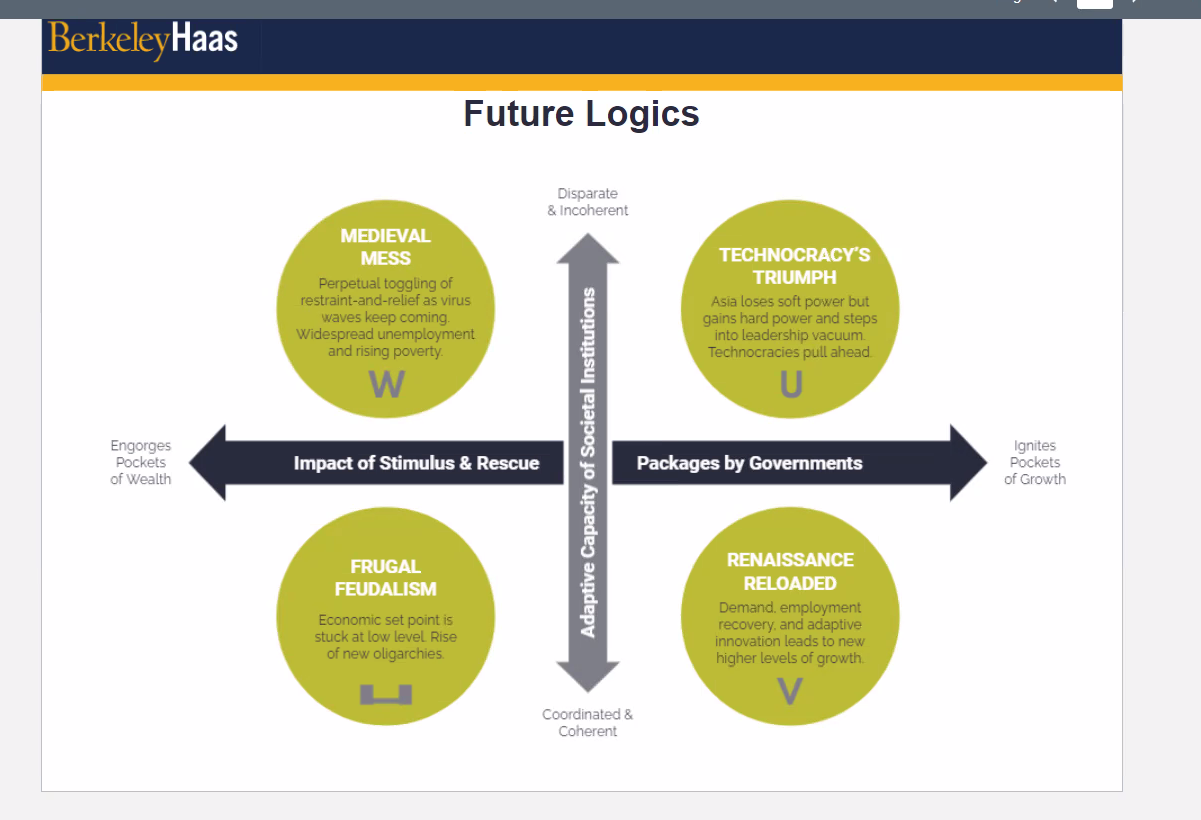 BerkeleyHaas
Future Logics
Disparate
& Incoherent
MEDIEVAL
MESS
Perpetual toggling of
restraint-and-relief as virus
waves keep coming.
Widespread unemployment
and rising poverty.
W
TECHNOCRACY'S
TRIUMPH
Asia loses soft power but
gains hard power and steps
into leadership vacuum.
Technocracies pull ahead.
U
Adaptive Capacity of Societal Institutions
Engorges
Pockets
of Wealth
Impact of Stimulus & Rescue
Packages by Governments
Ignites
Pockets
of Growth
FRUGAL
FEUDALISM
Economic set point is
stuck at low level. Rise
of new oligarchies.
RENAISSANCE
RELOADED
Demand, employment
recovery, and adaptive
innovation leads to new
higher levels of growth.
V
Coordinated &
Coherent